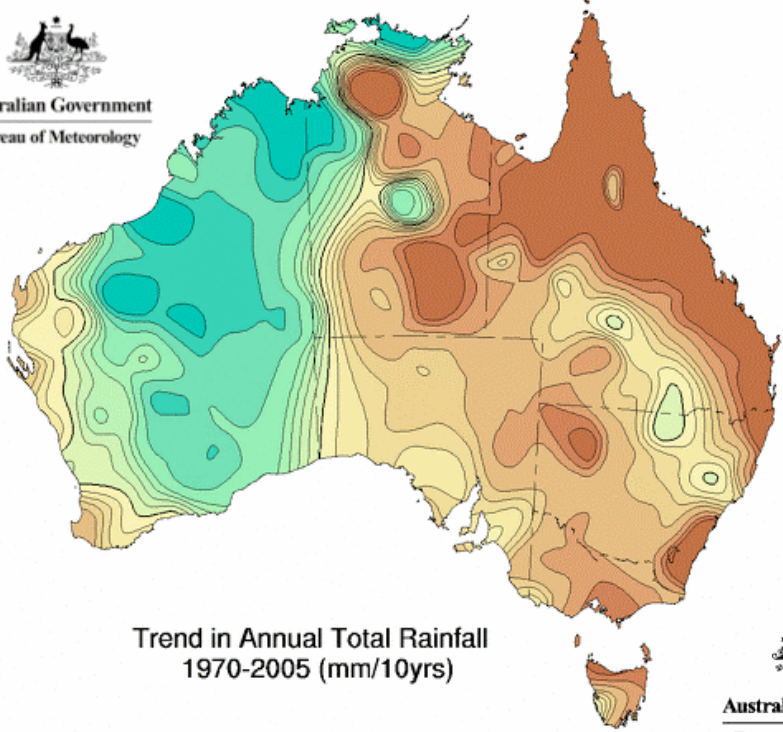 ralian Government
eau of Meteorology
Trend in Annual Total Rainfall
1970-2005 (mm/10yrs)
Austral